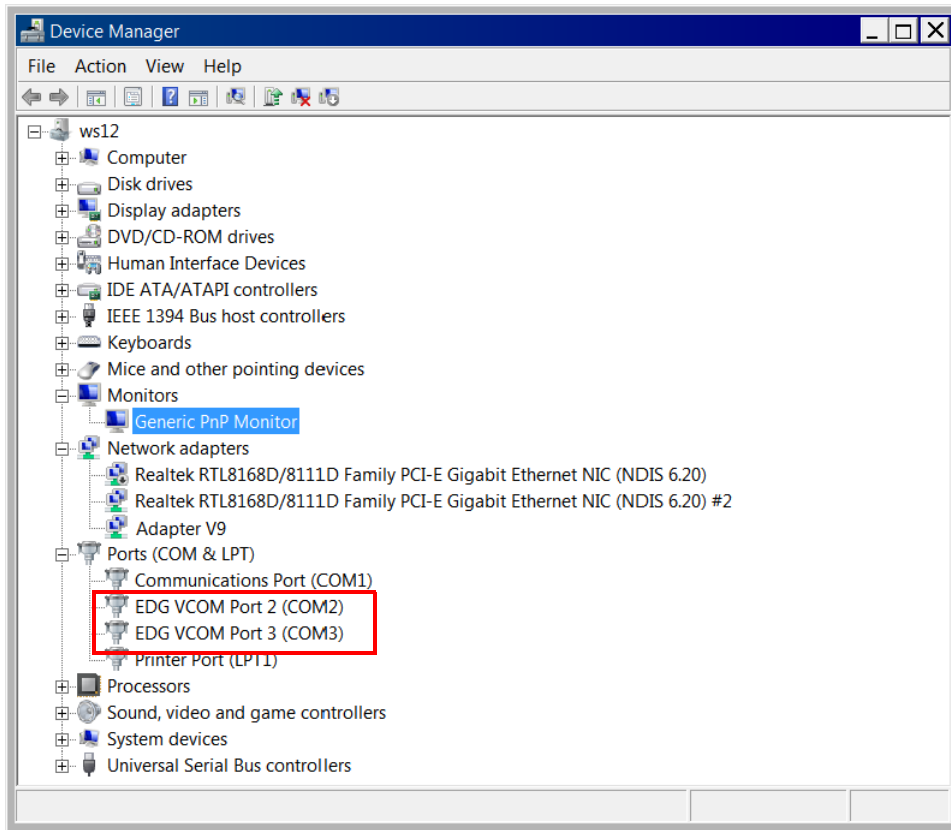 Device Manager
File Action View Help
ws12
Computer
Disk drives
Display adapters
DVD/CD-ROM drives
Human Interface Devices
IDE ATA/ATAPI controllers
IEEE 1394 Bus host controllers
Keyboards
Mice and other pointing devices
Monitors
Generic PnP Monitor
Network adapters
Realtek RTL8168D/8111D Family PCI-E Gigabit Ethernet NIC (NDIS 6.20)
Realtek RTL8168D/8111D Family PCI-E Gigabit Ethernet NIC (NDIS 6.20) #2
Adapter V9
Ports (COM & LPT)
Communications Port (COM1)
EDG VCOM Port 2 (COM2)
EDG VCOM Port 3 (COM3)
Printer Port (LPT1)
Processors
Sound, video and game controllers
System devices
Universal Serial Bus controllers